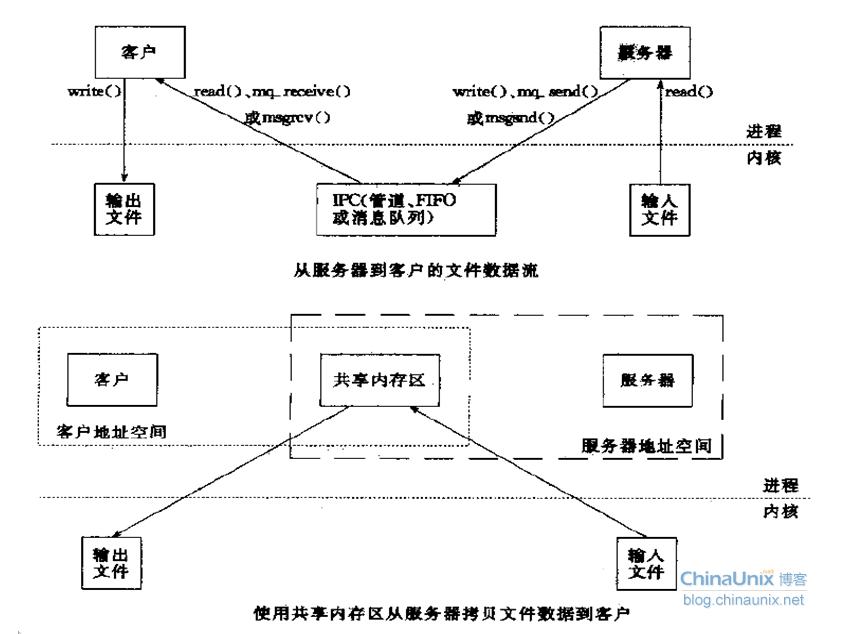 客户
服务器
write()
read()、mq_receive()
write()、mq_send()
read()
或msgrcv()
或msgsnd()
进程
内核
输出
文件
IPC(管道、FIFO
或消息队列)
输入
文件
从服务器到客户的文件数据流
客户
共享内存区
服务器
客户地址空间
服务器地址空间
进程
内核
输出
文件
输入
文件
ChinaUnix.net 博客
blog.chinaunix.net
使用共享内存区从服务器拷贝文件数据到客户